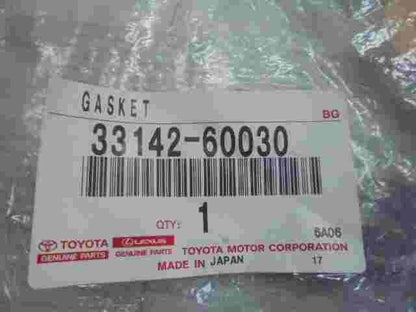 GASKET
BG
33142-60030
QTY: 1
6A06
TOYOTA LEXUS TOYOTA MOTOR CORPORATION
GENUINE PARTS GENUINE PARTS
MADE IN JAPAN 17